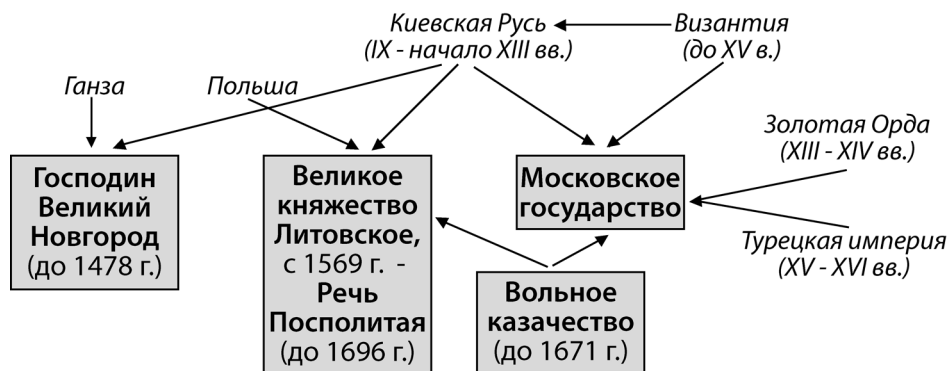 Киевская Русь
(IX - начало XIII вв.)
Византия
(до XV в.)
Ганза
Польша
Золотая Орда
(XIII - XIV вв.)
Господин
Великий
Новгород
(до 1478 г.)
Великое
княжество
Литовское,
с 1569 г. -
Речь
Посполитая
(до 1696 г.)
Московское
государство
Турецкая империя
(XV - XVI вв.)
Вольное
казачество
(до 1671 г.)